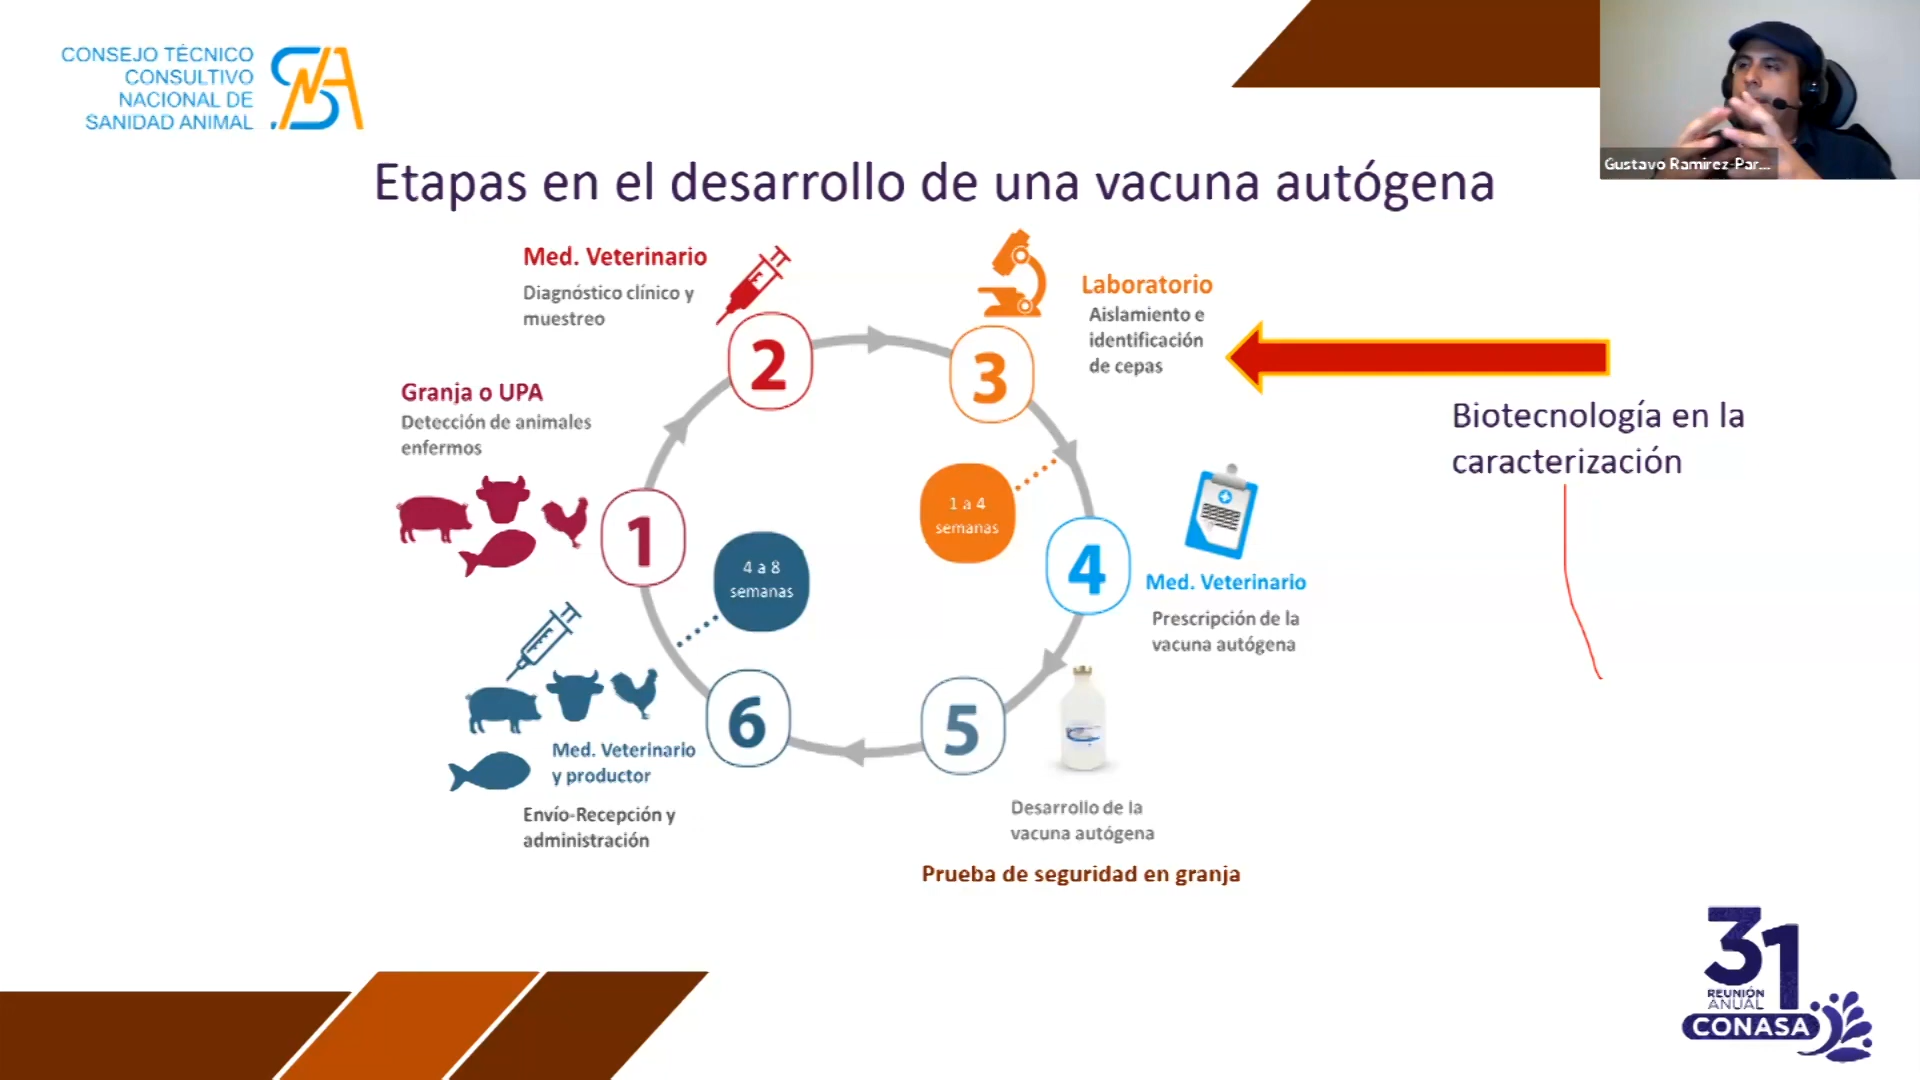 CONSEJO TÉCNICO
CONSULTIVO
NACIONAL DE
SANIDAD ANIMAL
Gustavo Ramirez-Par...
Etapas en el desarrollo de una vacuna autógena
Med. Veterinario
Diagnóstico clínico y
muestreo
2
3
Laboratorio
Aislamiento e
identificación
de cepas
Biotecnología en la
caracterización
Granja o UPA
Detección de animales
enfermos
1
1 a 4
semanas
4 a 8
semanas
4
Med. Veterinario
Prescripción de la
vacuna autógena
5
Desarrollo de la
vacuna autógena
Prueba de seguridad en granja
6
Med. Veterinario
y productor
Envío-Recepción y
administración
31
REUNIÓN
ANUAL
CONASA